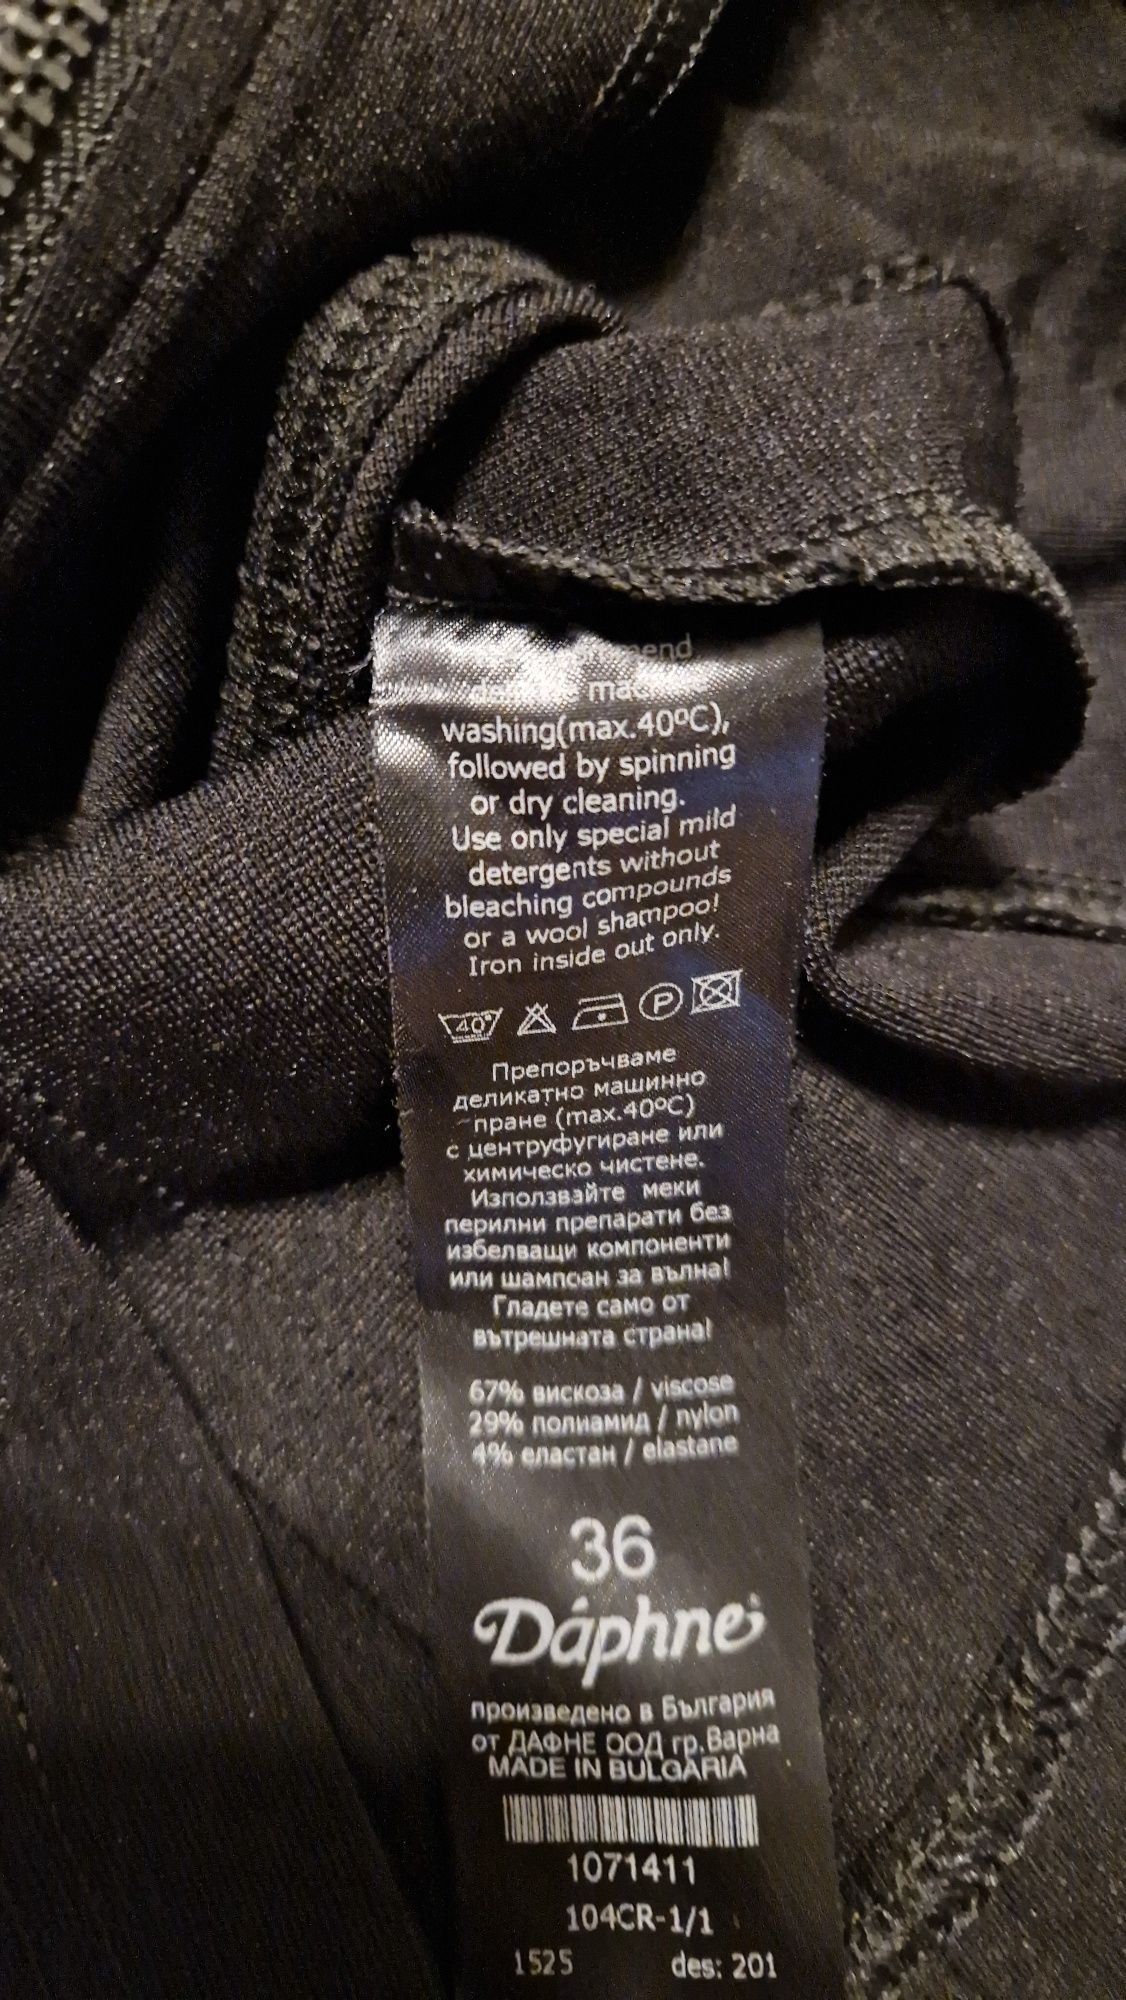 washing(max.40ºC),
followed by spinning
or dry cleaning.
Use only special mild
detergents without
bleaching compounds
or a wool shampoo!
Iron inside out only.
40° P
Препоръчваме
деликатно машинно
пране (max.40ºC)
с центруфугиране или
химическо чистене.
Използвайте меки
перилни препарати без
избелващи компоненти
или шампоан за вълна!
Гладете само от
вътрешната страна!
67% вискоза / viscose
29% полиамид / nylon
4% еластан / elastane
36
Dáphne
произведено в България
от ДАФНЕ ООД гр.Варна
MADE IN BULGARIA
1071411
104CR-1/1
1525 des: 201